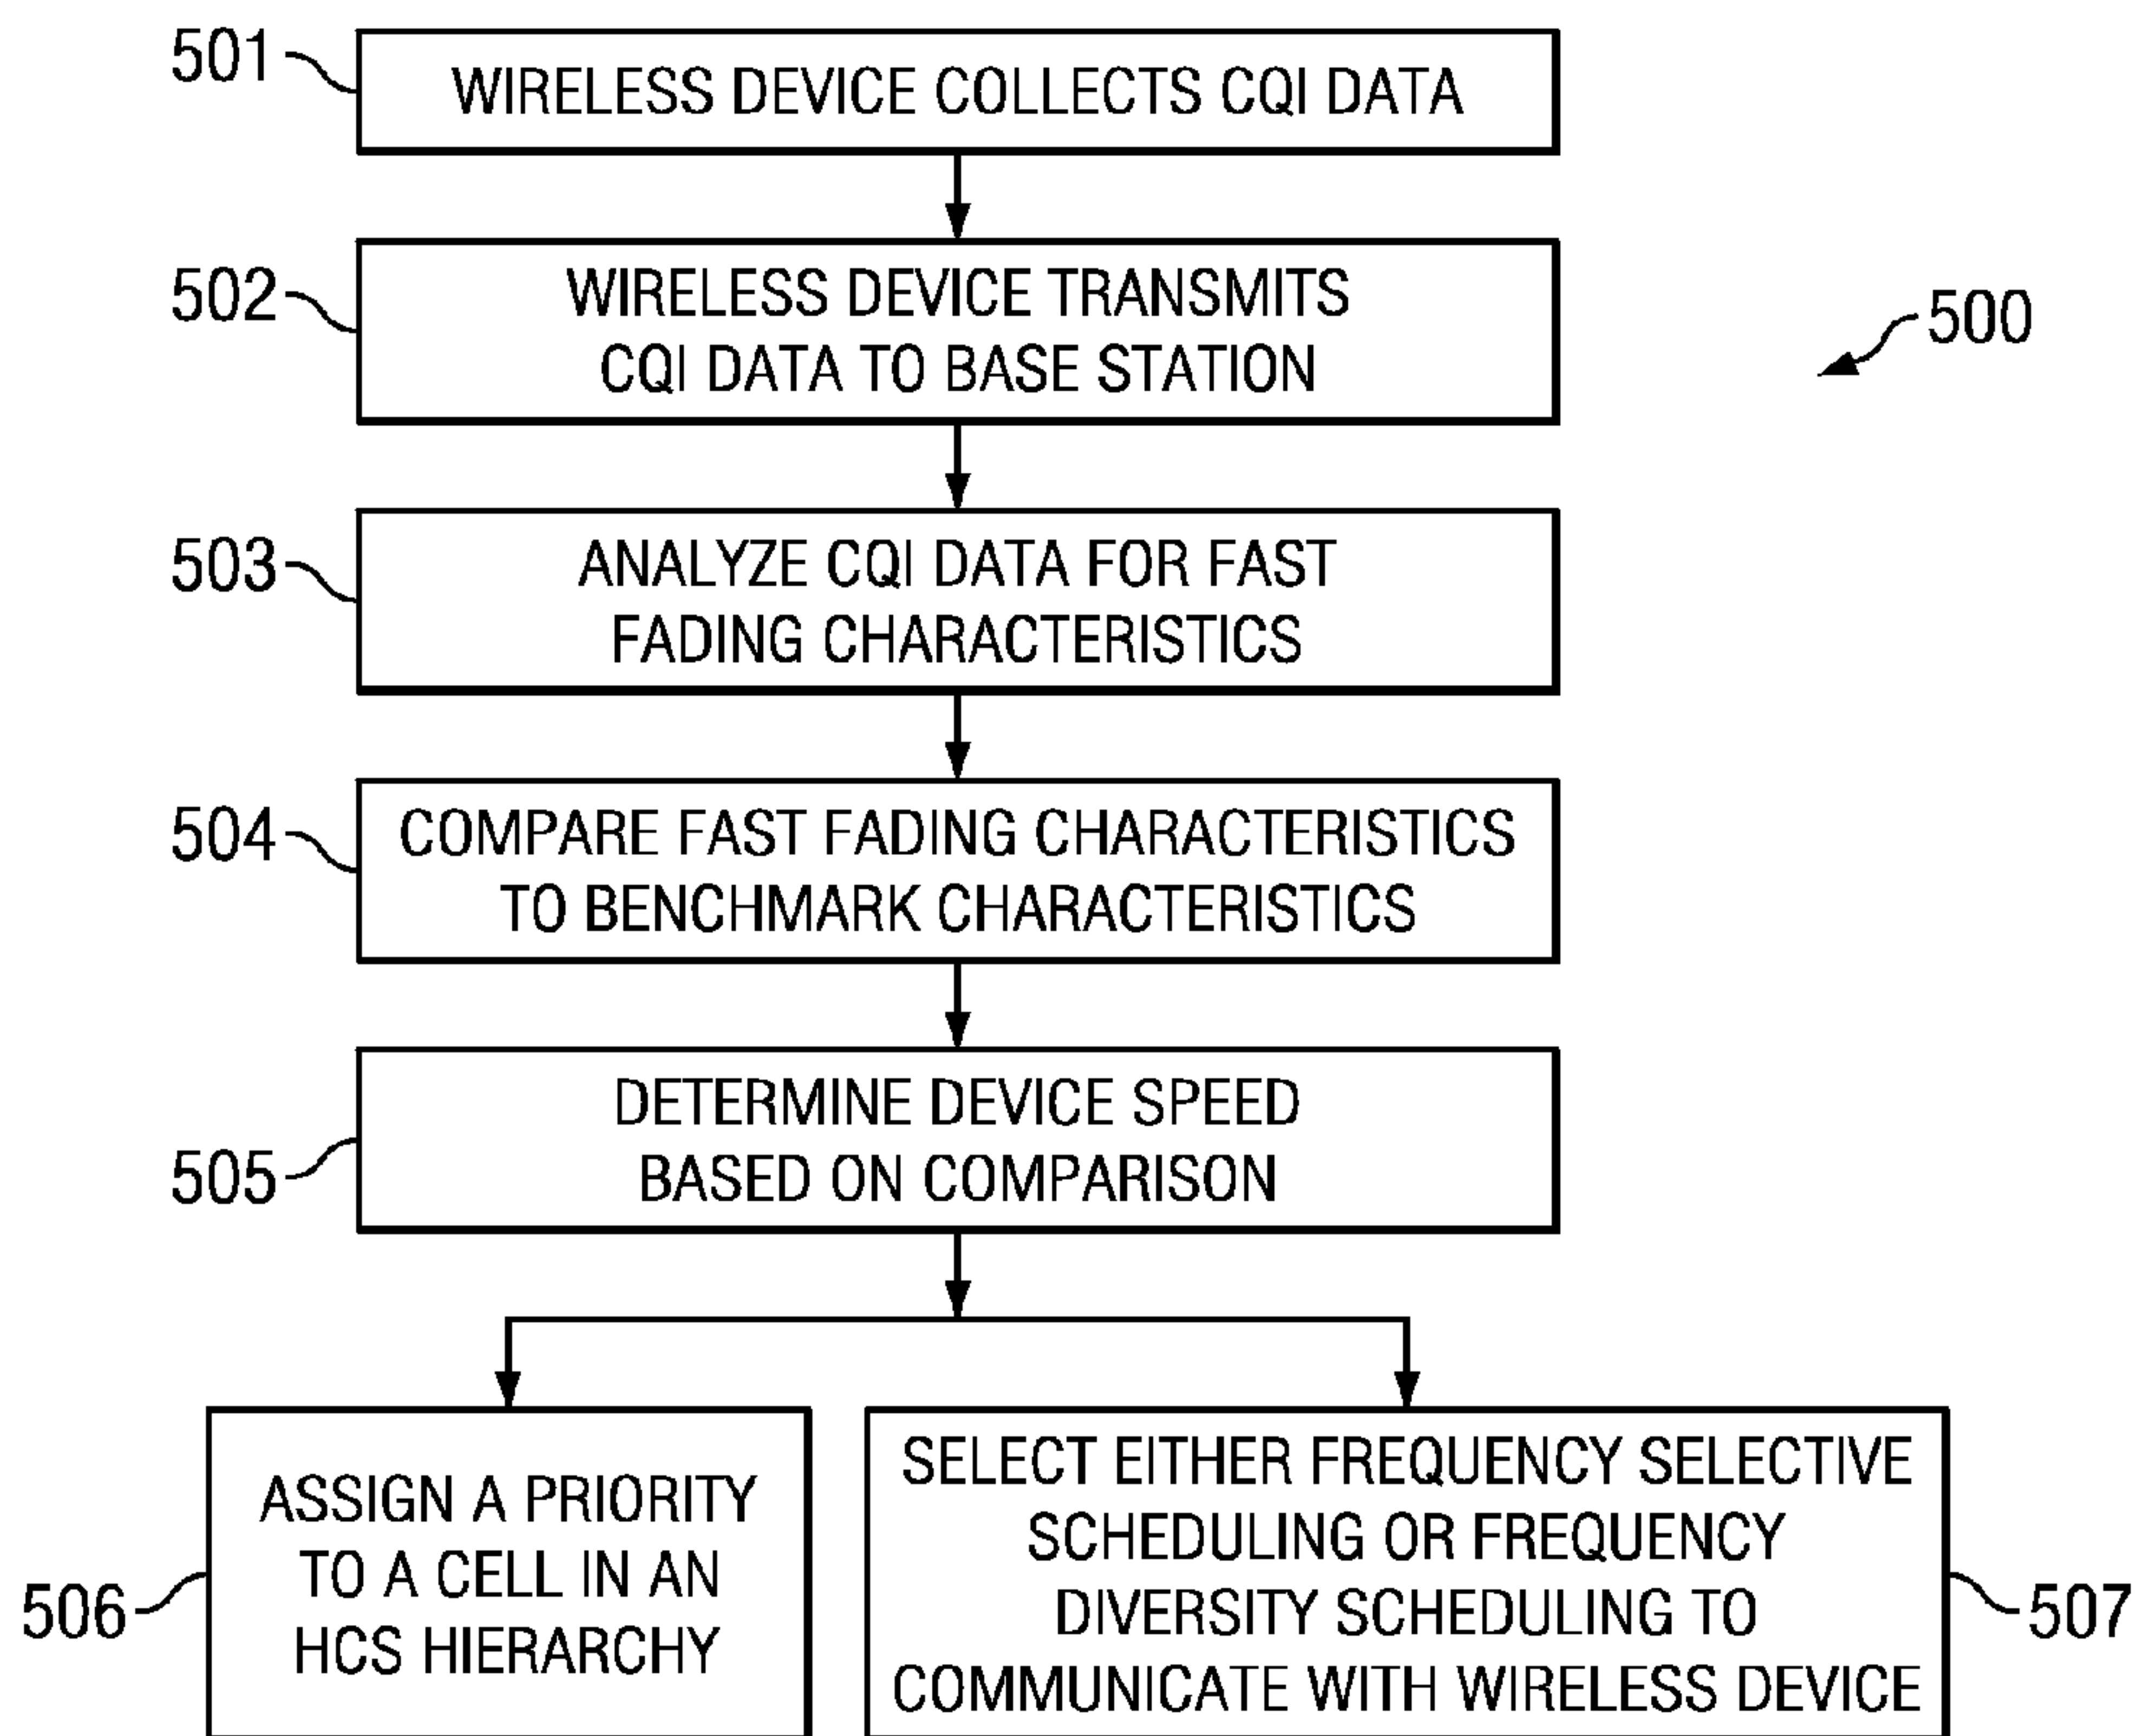 501
WIRELESS DEVICE COLLECTS CQI DATA
502
WIRELESS DEVICE TRANSMITS
CQI DATA TO BASE STATION
500
503
ANALYZE CQI DATA FOR FAST
FADING CHARACTERISTICS
504
COMPARE FAST FADING CHARACTERISTICS
TO BENCHMARK CHARACTERISTICS
505
DETERMINE DEVICE SPEED
BASED ON COMPARISON
506
ASSIGN A PRIORITY
TO A CELL IN AN
HCS HIERARCHY
SELECT EITHER FREQUENCY SELECTIVE
SCHEDULING OR FREQUENCY
DIVERSITY SCHEDULING TO
COMMUNICATE WITH WIRELESS DEVICE
507